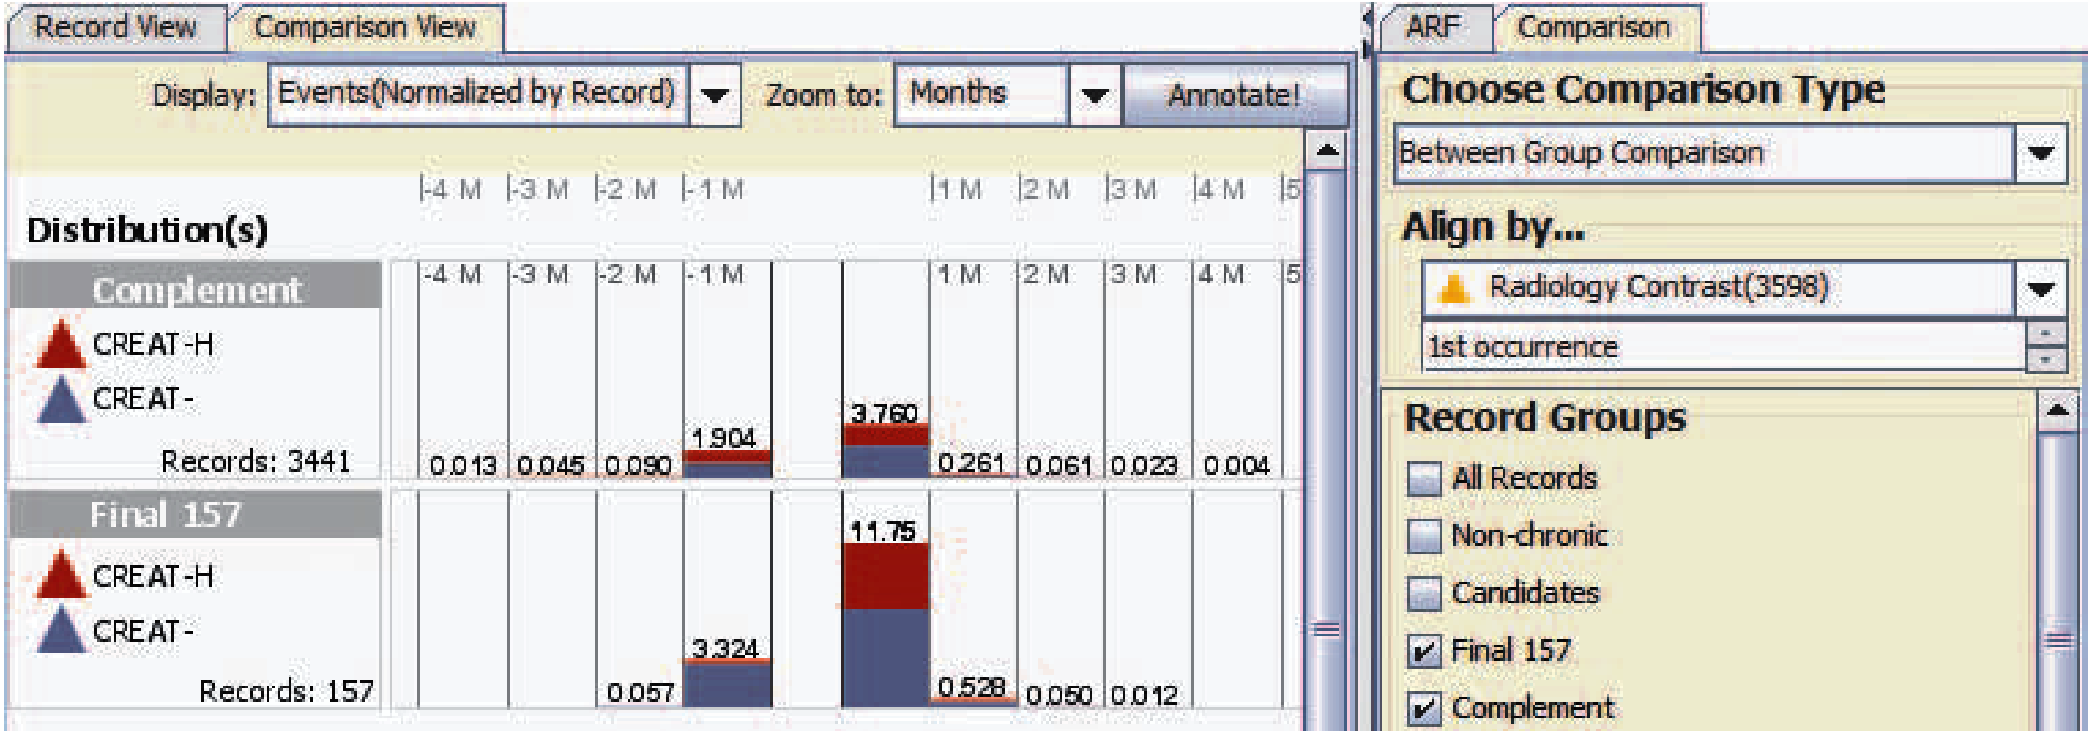 Record View
Comparison View
Display: Events(Normalized by Record) Zoom to: Months Annotate!
-4 M -3 M -2 M -1 M 1 M 2 M 3 M 4 M 5
Distribution(s)
Complement
-4 M -3 M -2 M -1 M 1 M 2 M 3 M 4 M 5
CREAT-H
CREAT-
Records: 3441
0.013 0.045 0.090 1.904 3.760 0.261 0.061 0.023 0.004
Final 157
CREAT-H
CREAT-
Records: 157
0.057 3.324 11.75 0.528 0.050 0.012
ARF
Comparison
Choose Comparison Type
Between Group Comparison
Align by...
Radiology Contrast(3598)
1st occurrence
Record Groups
All Records
Non-chronic
Candidates
Final 157
Complement